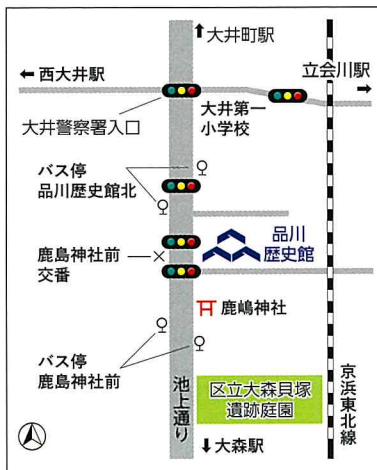 大井町駅
西大井駅
立会川駅
大井警察署入口
大井第一
小学校
バス停
品川歴史館北
鹿島神社前
交番
品川
歴史館
鹿嶋神社
バス停
鹿島神社前
池上通り
区立大森貝塚
遺跡庭園
京浜東北線
大森駅